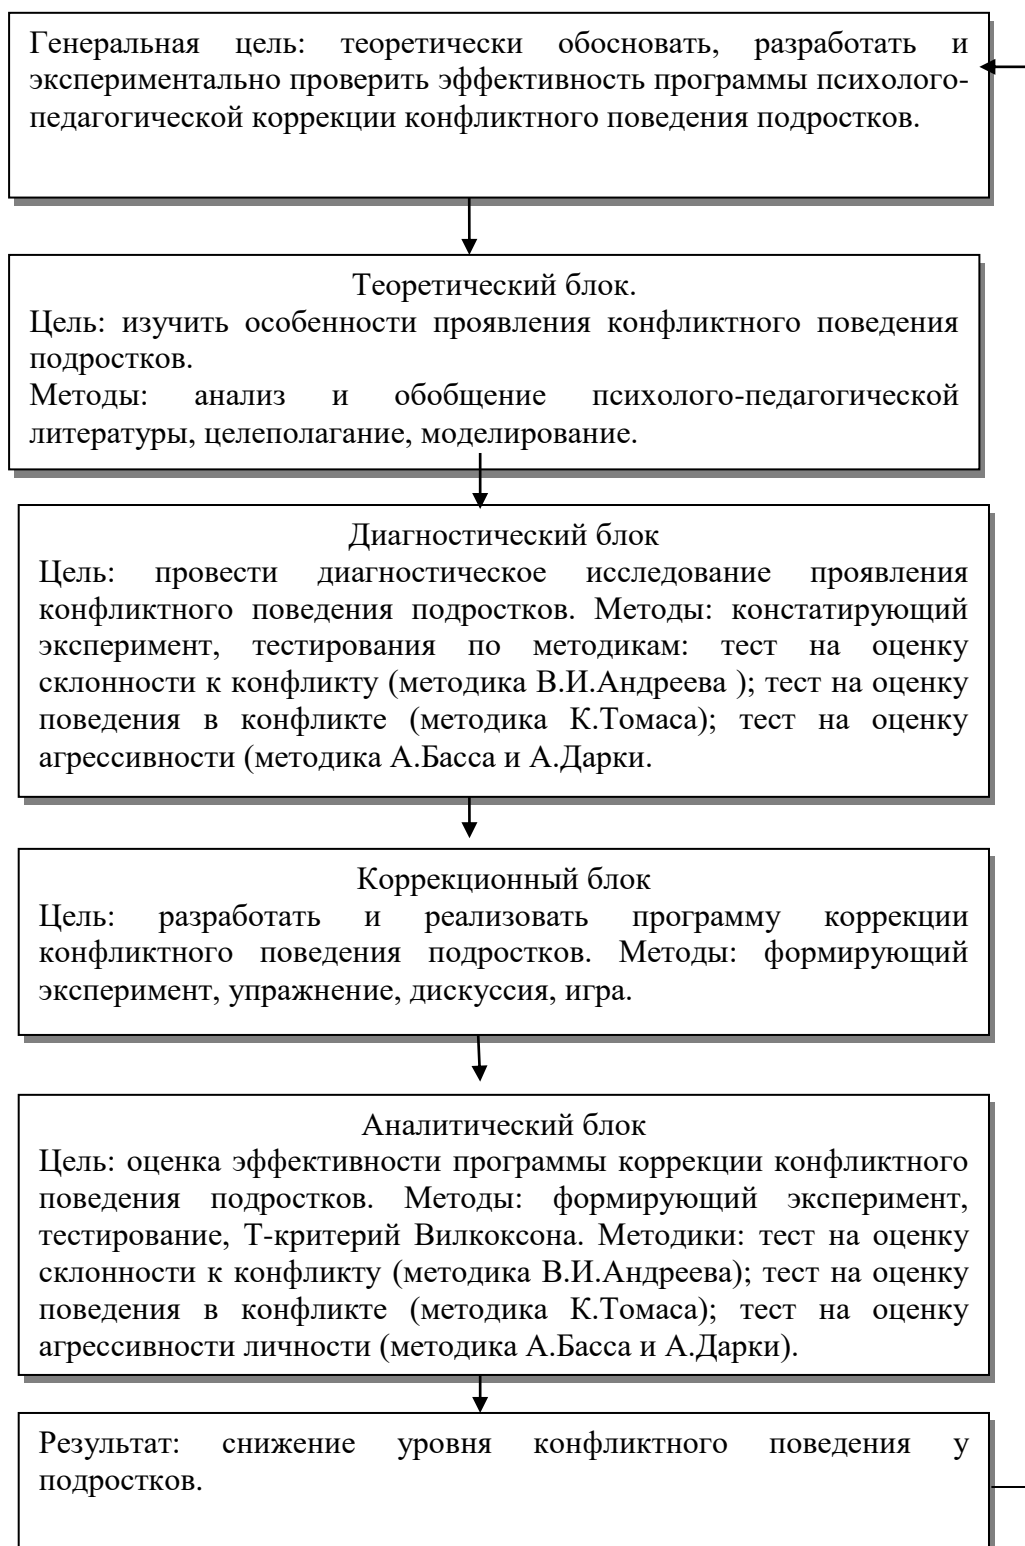 Генеральная цель: теоретически обосновать, разработать и
экспериментально проверить эффективность программы психолого-
педагогической коррекции конфликтного поведения подростков.
Теоретический блок.
Цель: изучить особенности проявления конфликтного поведения
подростков.
Методы: анализ и обобщение психолого-педагогической
литературы, целеполагание, моделирование.
Диагностический блок
Цель: провести диагностическое исследование проявления
конфликтного поведения подростков. Методы: констатирующий
эксперимент, тестирования по методикам: тест на оценку
склонности к конфликту (методика В.И.Андреева ); тест на оценку
поведения в конфликте (методика К.Томаса); тест на оценку
агрессивности (методика А.Басса и А.Дарки.
Коррекционный блок
Цель: разработать и реализовать программу коррекции
конфликтного поведения подростков. Методы: формирующий
эксперимент, упражнение, дискуссия, игра.
Аналитический блок
Цель: оценка эффективности программы коррекции конфликтного
поведения подростков. Методы: формирующий эксперимент,
тестирование, Т-критерий Вилкоксона. Методики: тест на оценку
склонности к конфликту (методика В.И.Андреева); тест на оценку
поведения в конфликте (методика К.Томаса); тест на оценку
агрессивности личности (методика А.Басса и А.Дарки).
Результат: снижение уровня конфликтного поведения у
подростков.